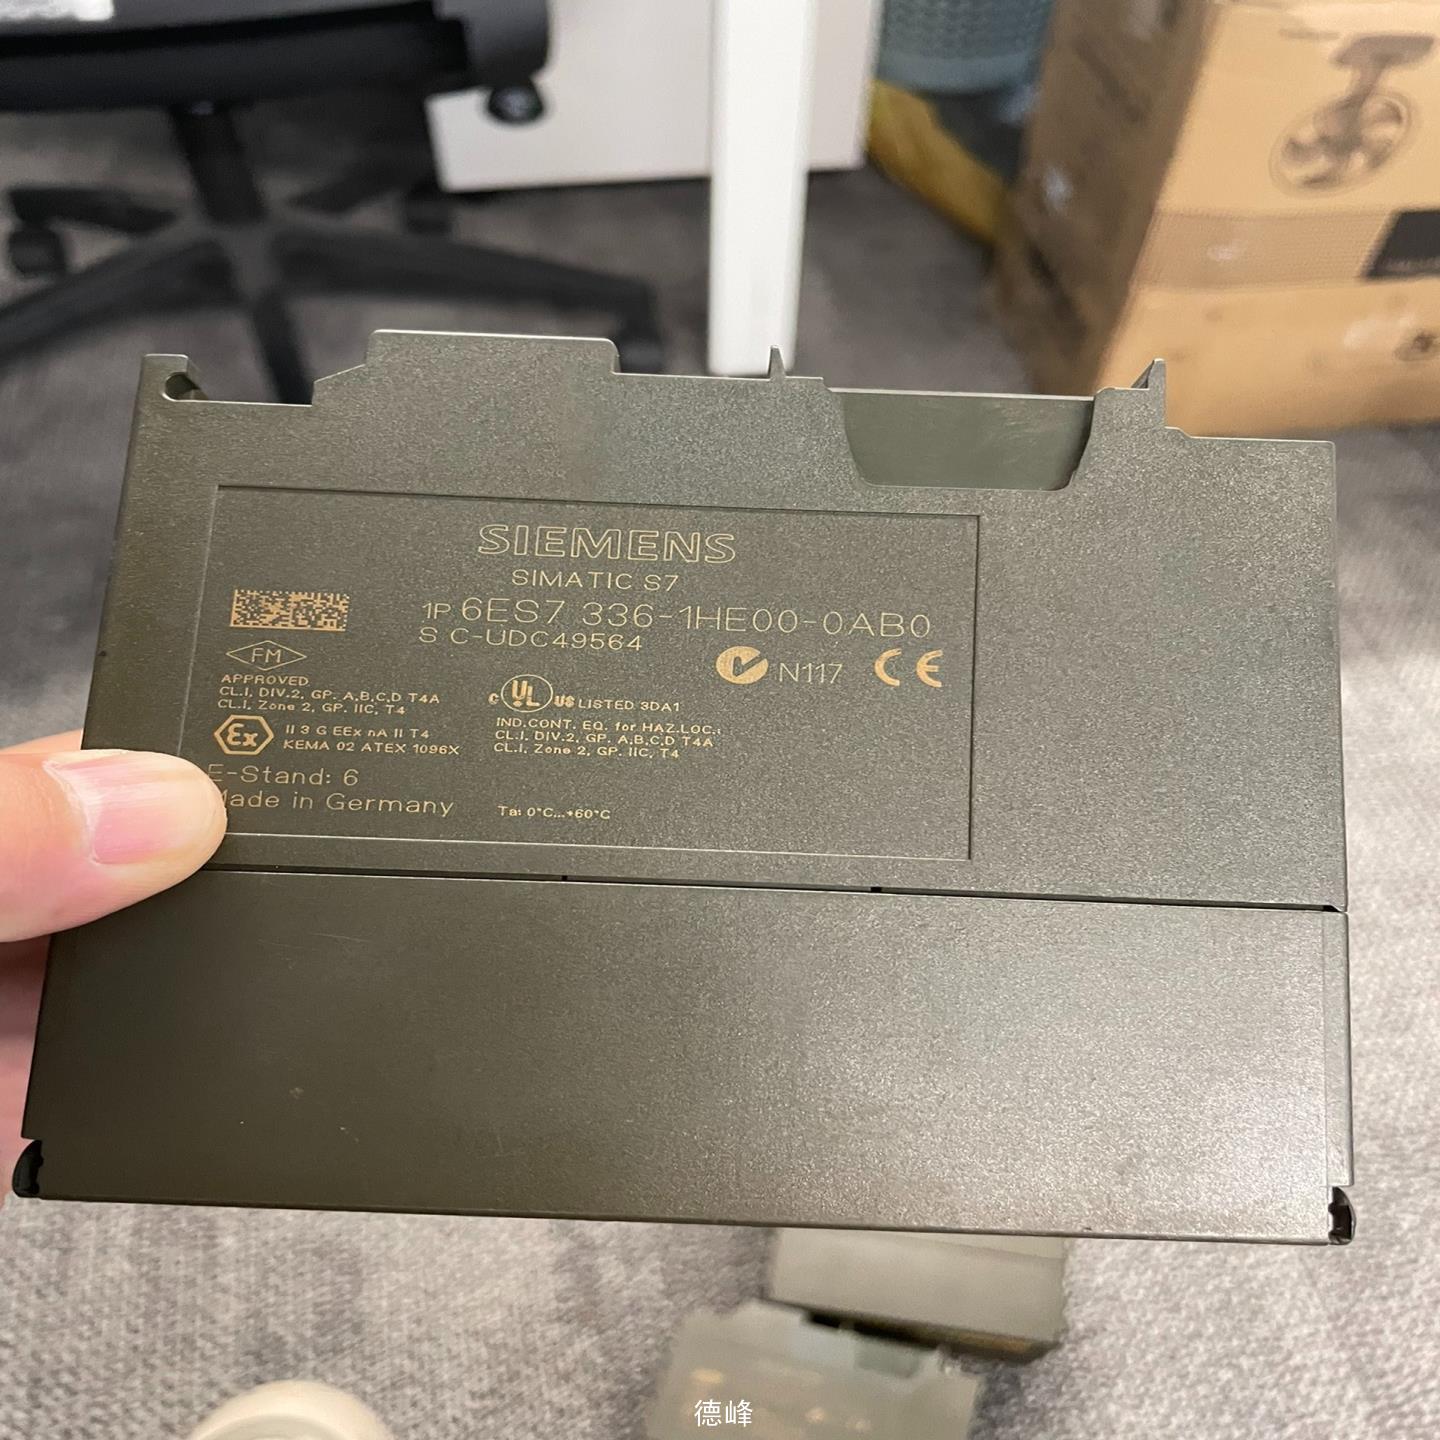 SIEMENS
SIMATIC S7
1P 6ES7 336-1HE00-0AB0
S C-UDC49564
FM
APPROVED
CL.I, DIV.2, GP. A,B,C,D T4A
CL.I, Zone 2, GP. IIC, T4
N117 CE
C UL US LISTED 3DA1
IND.CONT. EQ. for HAZ.LOC.:
CL.I, DIV.2, GP. A,B,C,D T4A
CL.I, Zone 2, GP. IIC, T4
Ex II 3 G EEx nA II T4
KEMA 02 ATEX 1096X
E-Stand: 6
Made in Germany
Ta: 0°C...+60°C
德峰